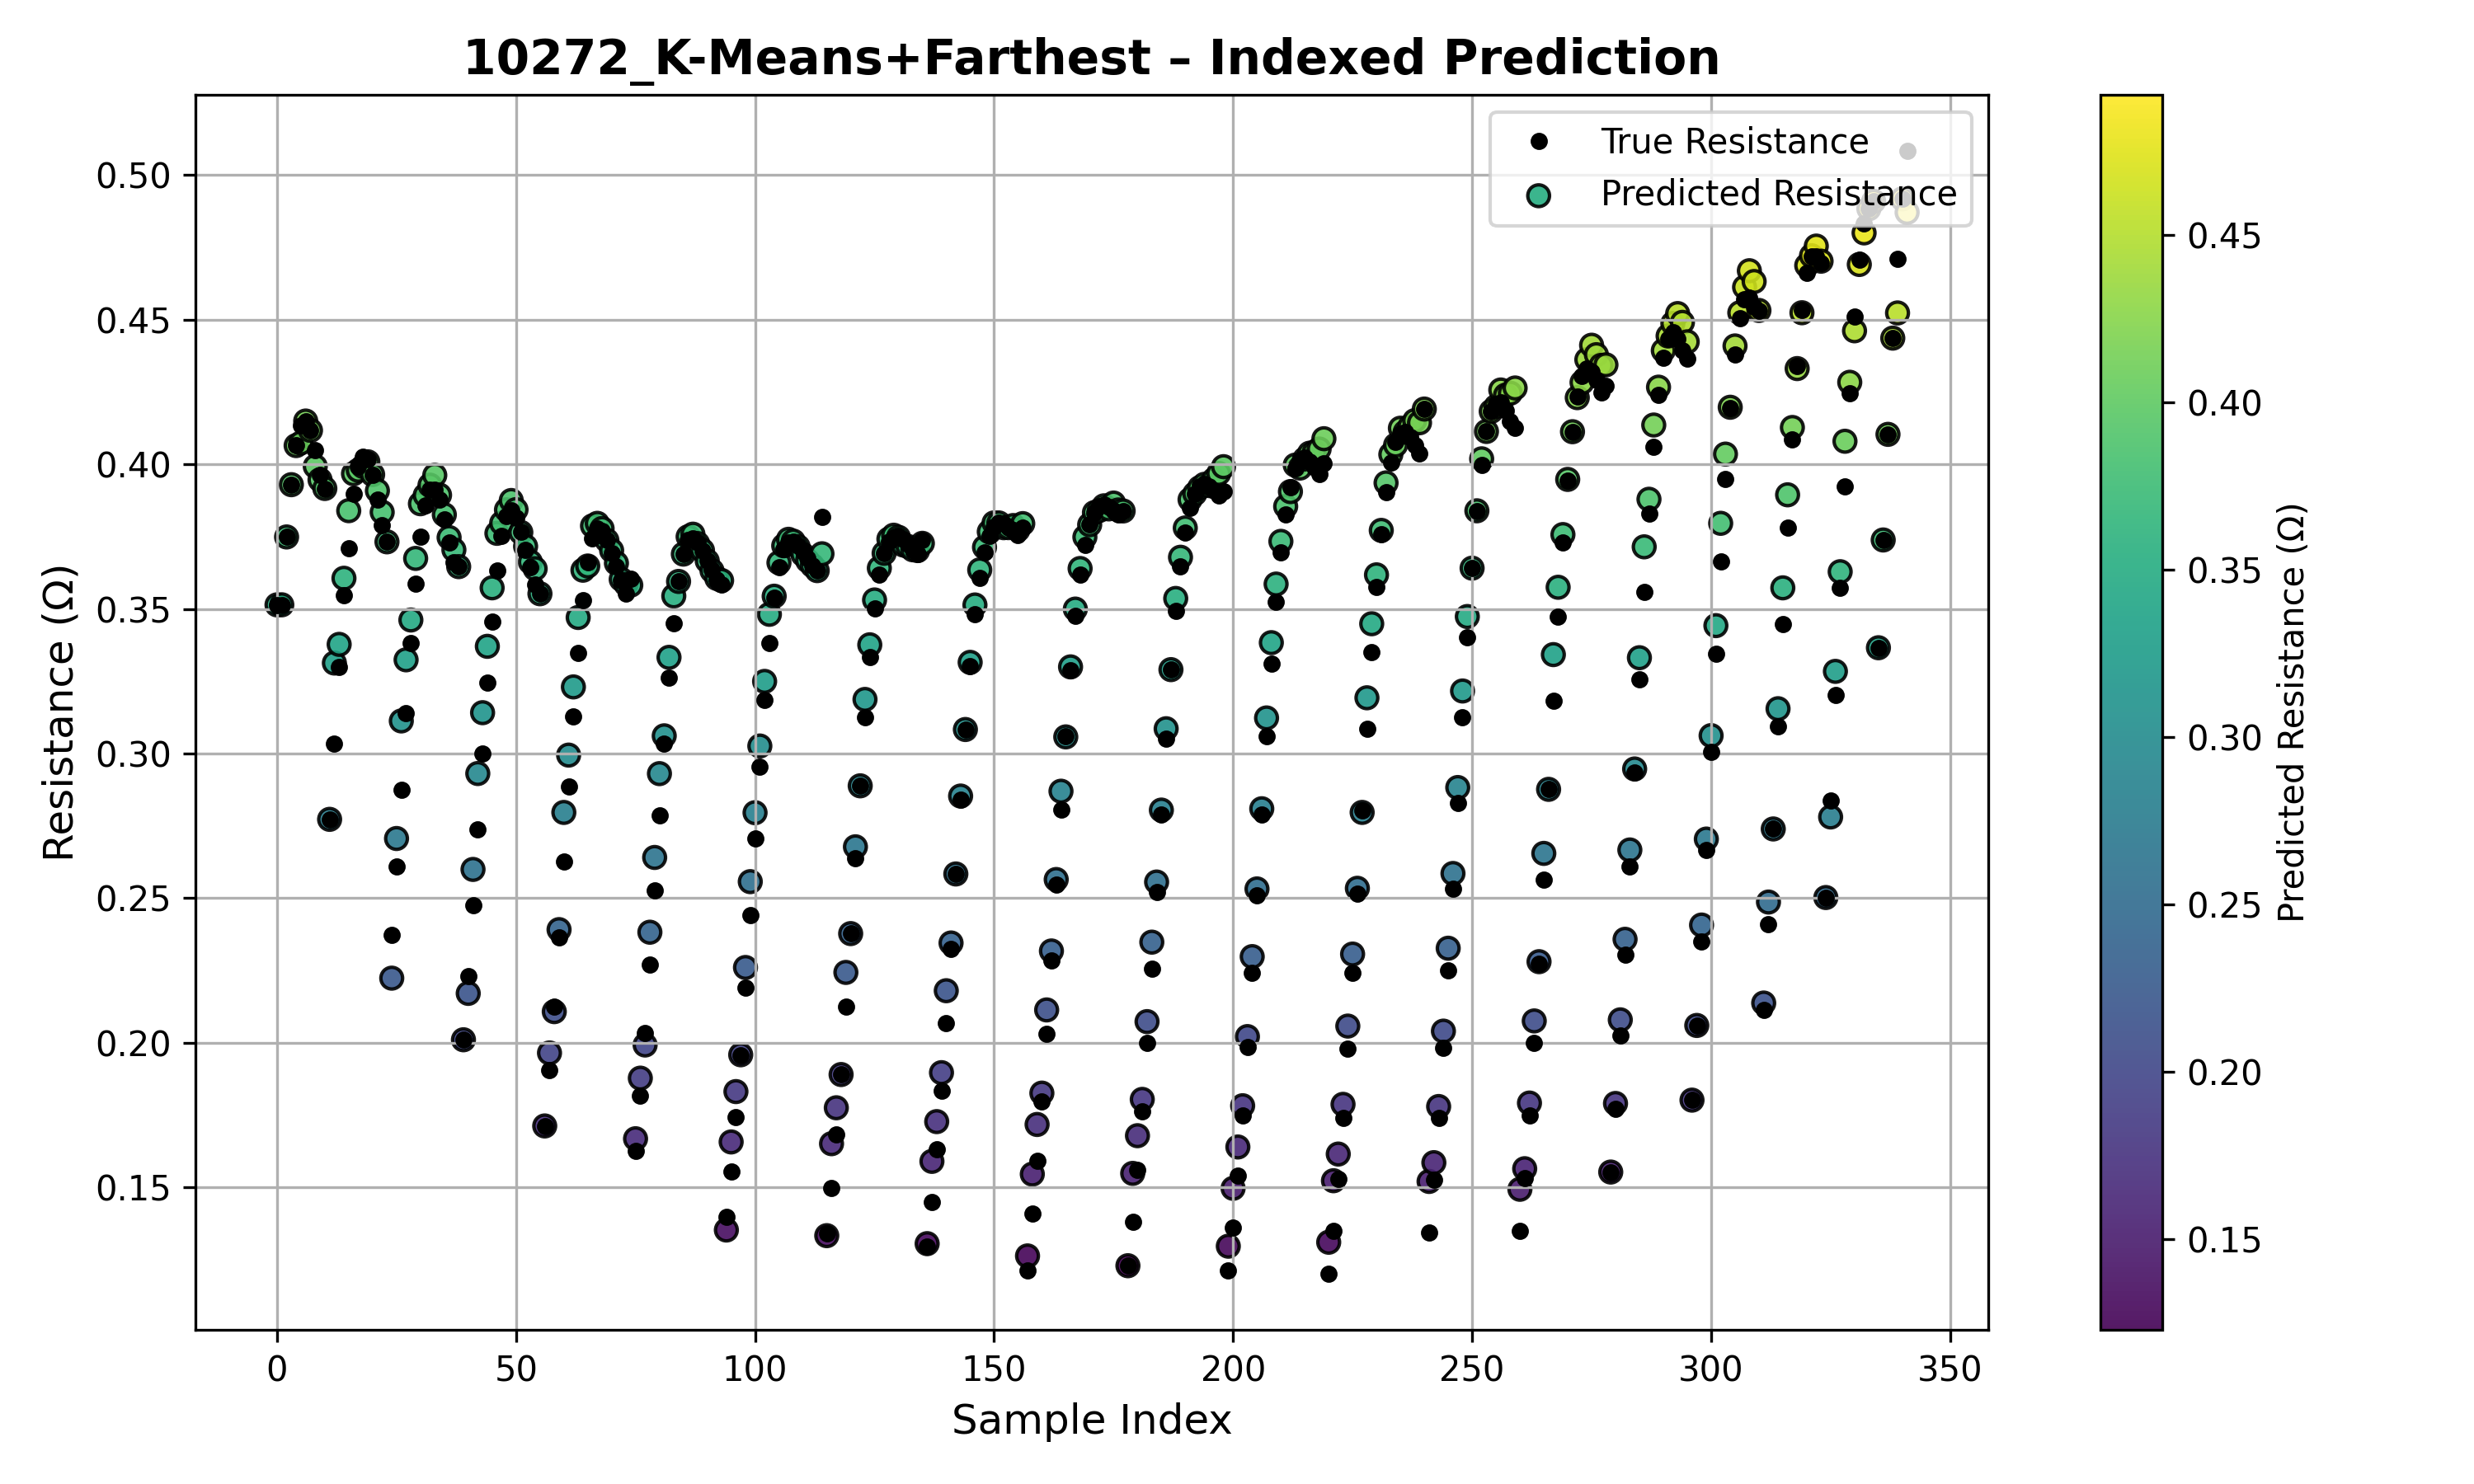 10272_K-Means+Farthest – Indexed Prediction
True Resistance
Predicted Resistance
Resistance (Ω)
0.50
0.45
0.40
0.35
0.30
0.25
0.20
0.15
0 50 100 150 200 250 300 350
Sample Index
0.45
0.40
0.35
0.30
0.25
0.20
0.15
Predicted Resistance (Ω)